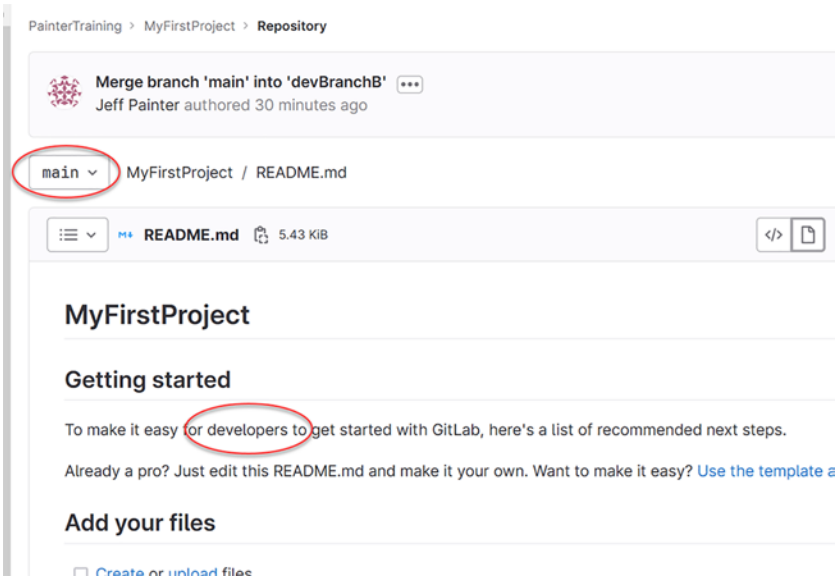 PainterTraining > MyFirstProject > Repository
Merge branch 'main' into 'devBranchB' •••
Jeff Painter authored 30 minutes ago
main MyFirstProject / README.md
M↓ README.md 5.43 KiB </>
MyFirstProject
Getting started
To make it easy for developers to get started with GitLab, here's a list of recommended next steps.
Already a pro? Just edit this README.md and make it your own. Want to make it easy? Use the template a
Add your files
Create or upload files